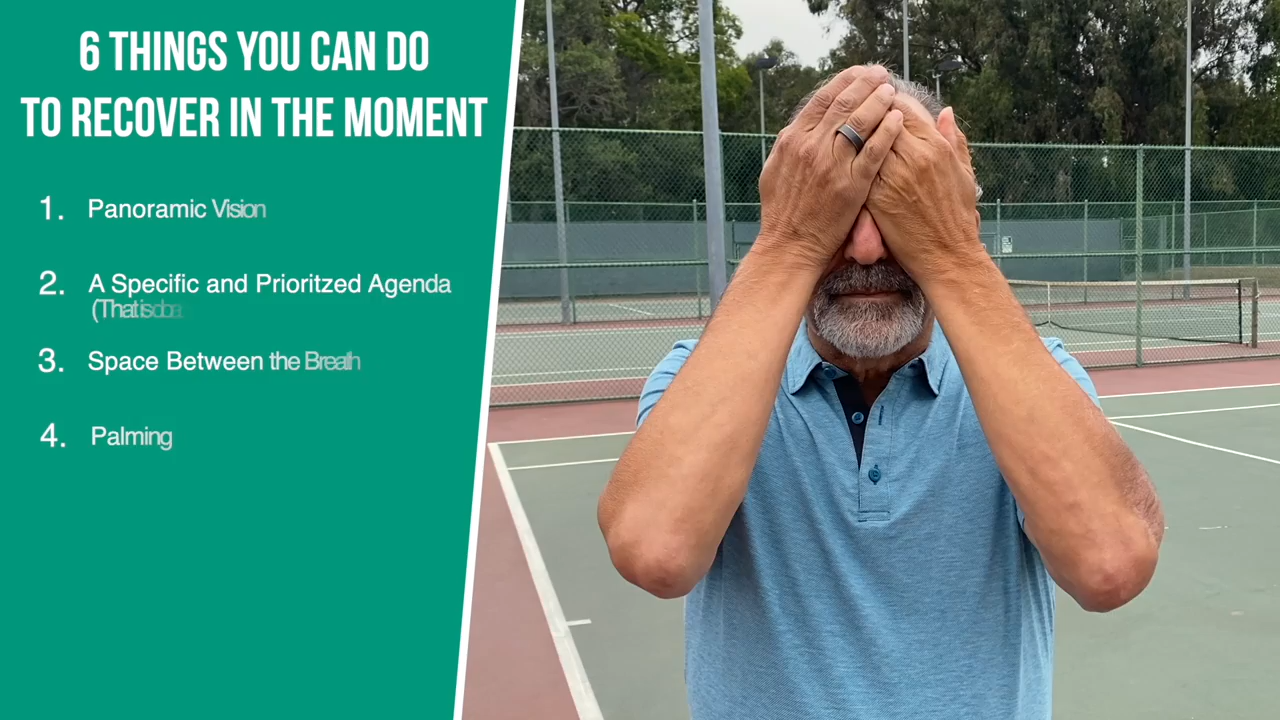 6 THINGS YOU CAN DO
TO RECOVER IN THE MOMENT
1. Panoramic Vision
2. A Specific and Prioritzed Agenda
3. Space Between the Breath
4. Palming